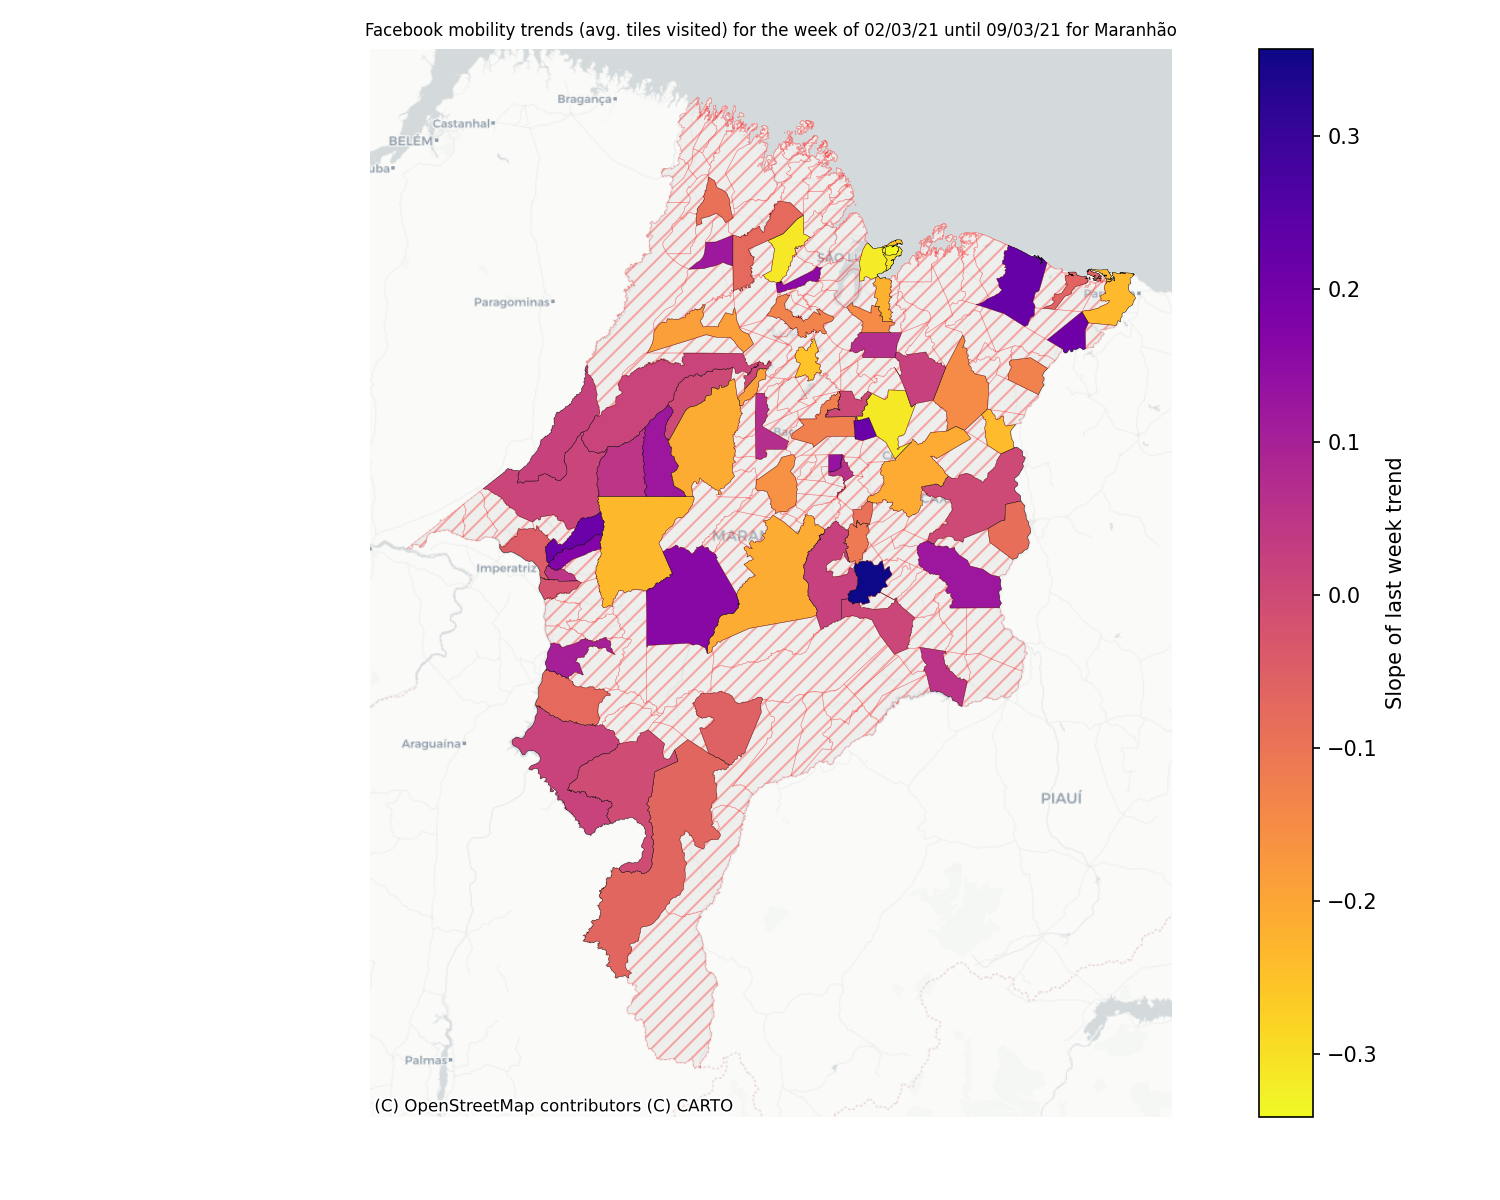 Facebook mobility trends (avg. tiles visited) for the week of 02/03/21 until 09/03/21 for Maranhão
Bragança
Castanhal
BELÉM
uba
Paragominas
Imperatriz
Araguaína
PIAUÍ
Palmas
(C) OpenStreetMap contributors (C) CARTO
0.3
0.2
0.1
0.0
−0.1
−0.2
−0.3
Slope of last week trend